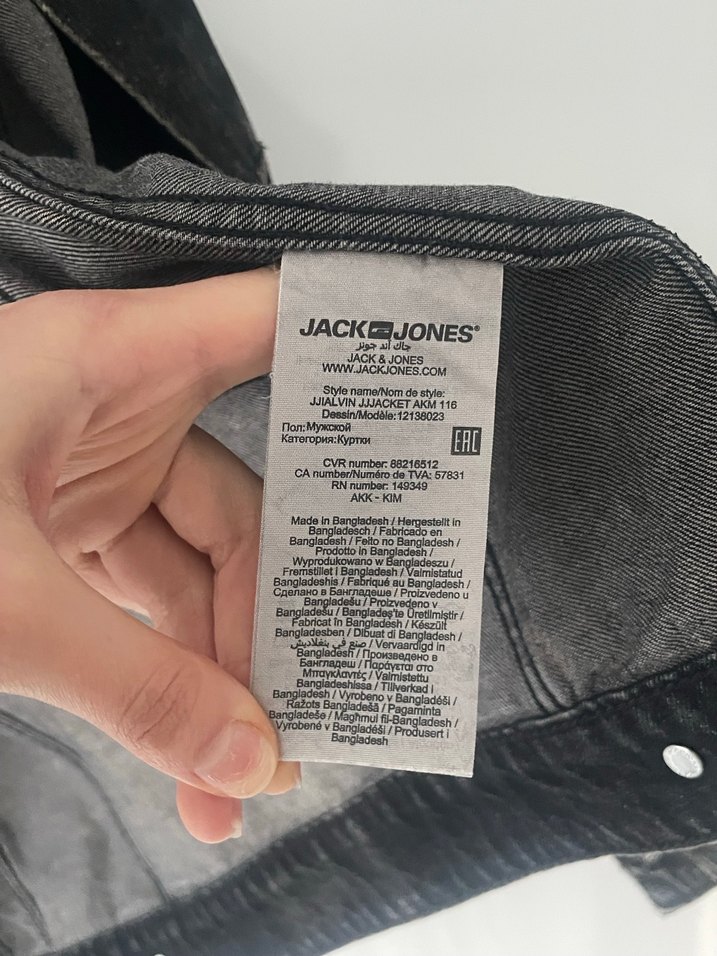 JACK JONES®
جاك أند جونز
JACK & JONES
WWW.JACKJONES.COM
Style name/Nom de style:
JJIALVIN JJJACKET AKM 116
Dessin/Modèle:12138023
Пол:Мужской
Категория:Куртки
EAC
CVR number: 88216512
CA number/Numéro de TVA: 57831
RN number: 149349
AKK - KIM
Made in Bangladesh / Hergestellt in
Bangladesch / Fabricado en
Bangladesh / Feito no Bangladesh /
Prodotto in Bangladesh /
Wyprodukowano w Bangladeszu /
Fremstillet i Bangladesh / Valmistatud
Bangladeshis / Fabriqué au Bangladesh /
Сделано в Бангладеше / Proizvedeno u
Bangladešu / Proizvedeno v
Bangladešu / Bangladeş'te Üretilmiştir /
Fabricat în Bangladesh / Készült
Bangladesben / Dibuat di Bangladesh /
صنع في بنغلاديش / Vervaardigd in
Bangladesh / Произведено в
Бангладеш / Παράγεται στο
Μπαγκλαντές / Valmistettu
Bangladeshissa / Tillverkad i
Bangladesh / Vyrobeno v Bangladéši /
Ražots Bangladešā / Pagaminta
Bangladeše / Magħmul fil-Bangladesh /
Vyrobené v Bangladéši / Produsert i
Bangladesh